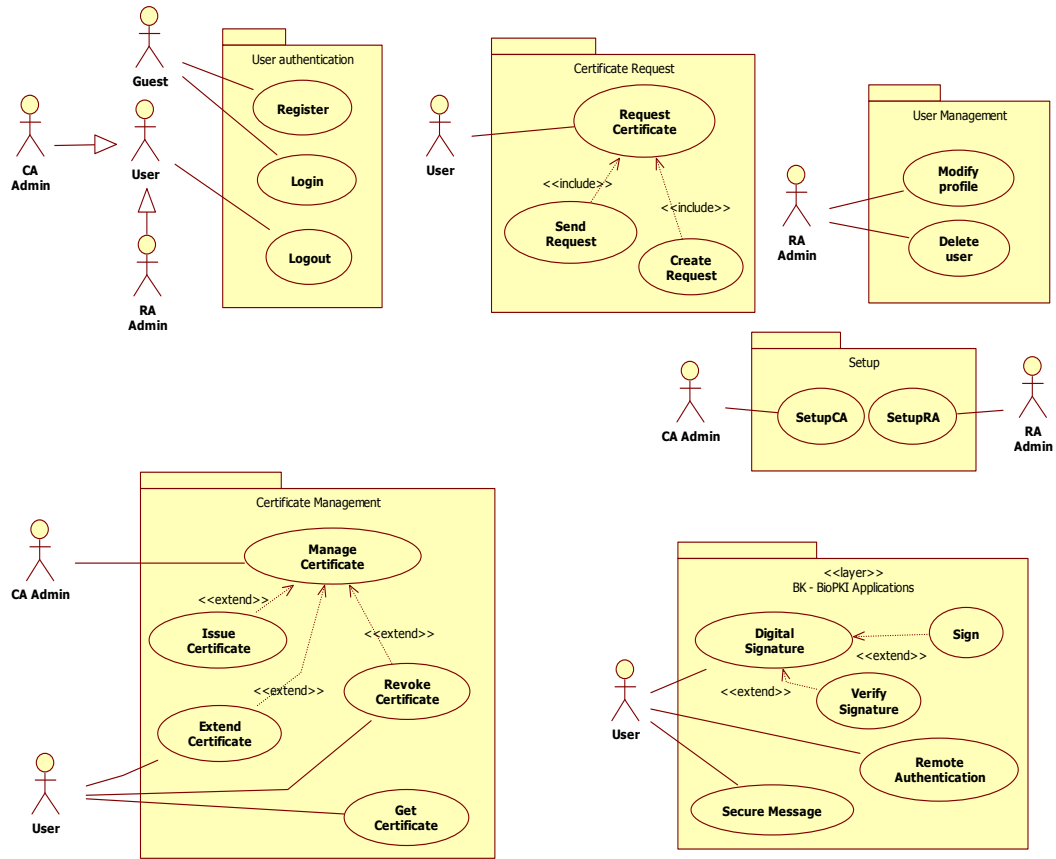 Guest
User authentication
Register
CA
Admin
User
Login
Logout
RA
Admin
Certificate Request
Request
Certificate
User
<<include>>
<<include>>
Send
Request
Create
Request
User Management
Modify
profile
RA
Admin
Delete
user
Setup
CA Admin
SetupCA
SetupRA
RA
Admin
Certificate Management
Manage
Certificate
CA Admin
<<extend>>
Issue
Certificate
<<extend>>
<<extend>>
Revoke
Certificate
Extend
Certificate
User
Get
Certificate
<<layer>>
BK - BioPKI Applications
Digital
Signature
Sign
<<extend>>
<<extend>>
Verify
Signature
User
Remote
Authentication
Secure Message